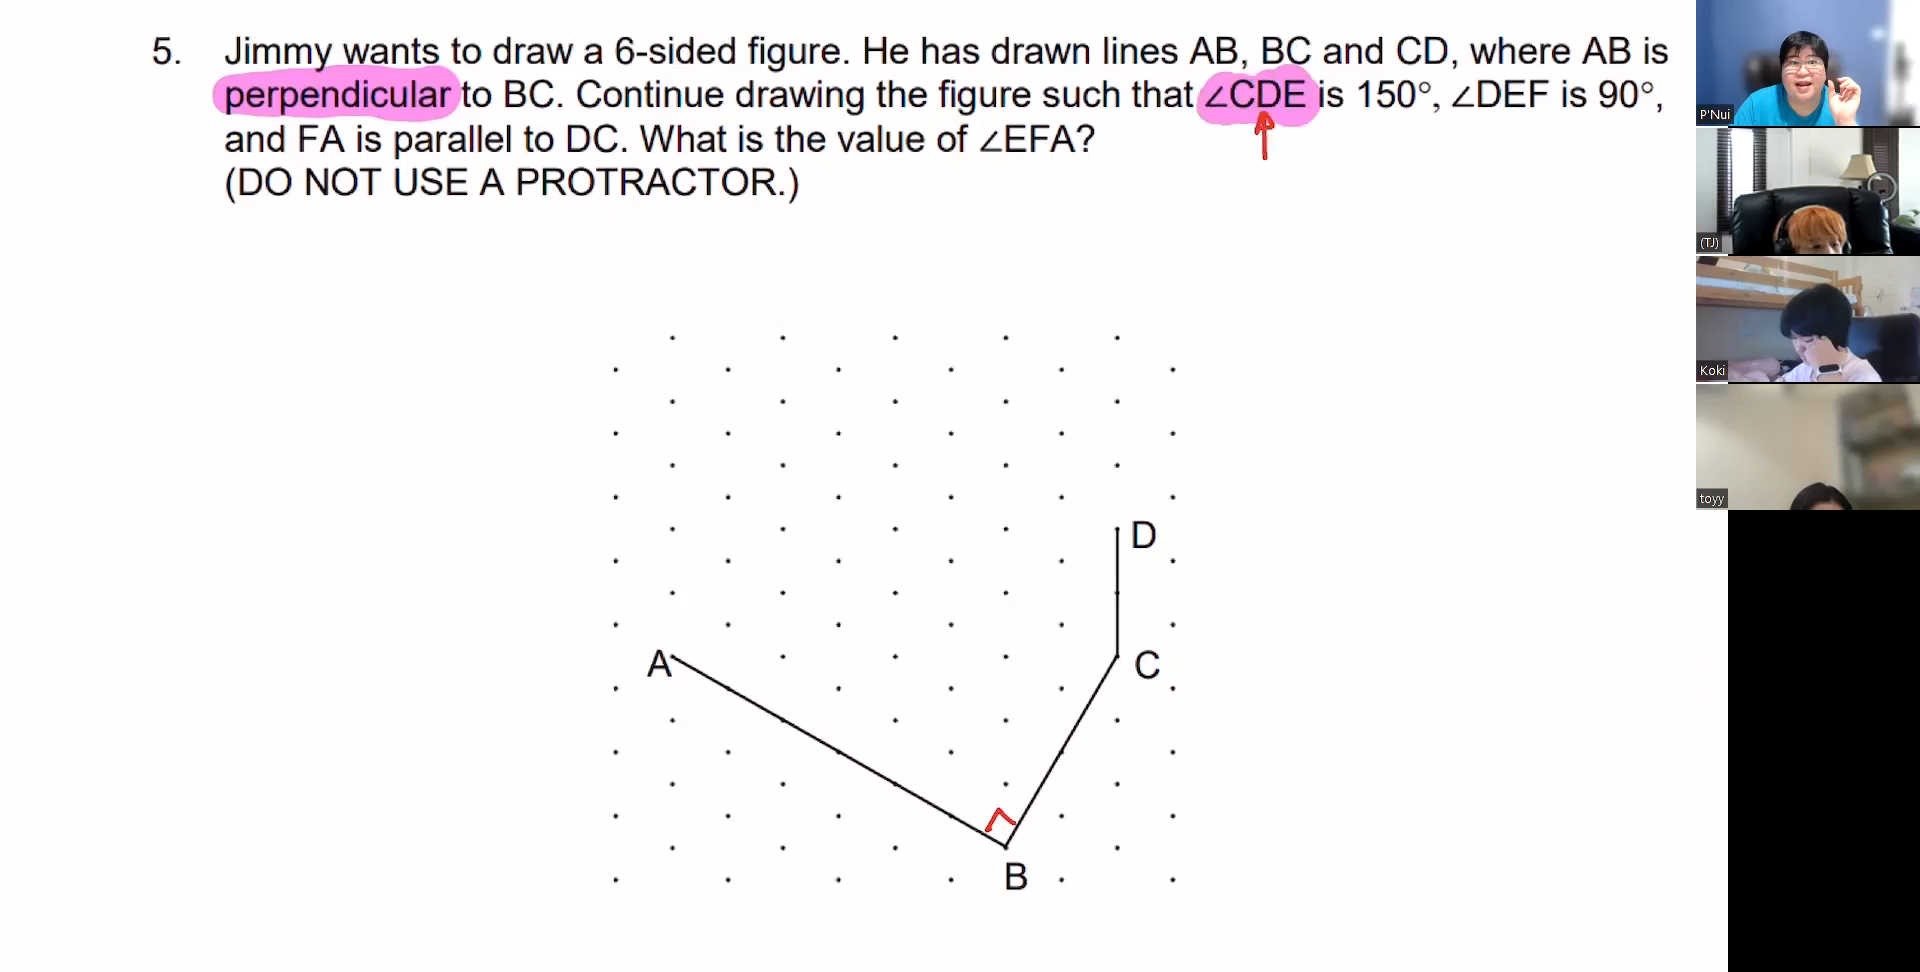 5. Jimmy wants to draw a 6-sided figure. He has drawn lines AB, BC and CD, where AB is
perpendicular to BC. Continue drawing the figure such that ∠CDE is 150°, ∠DEF is 90°,
and FA is parallel to DC. What is the value of ∠EFA?
(DO NOT USE A PROTRACTOR.)
P'Nui
(TJ)
Koki
toyy
D
A
C
B